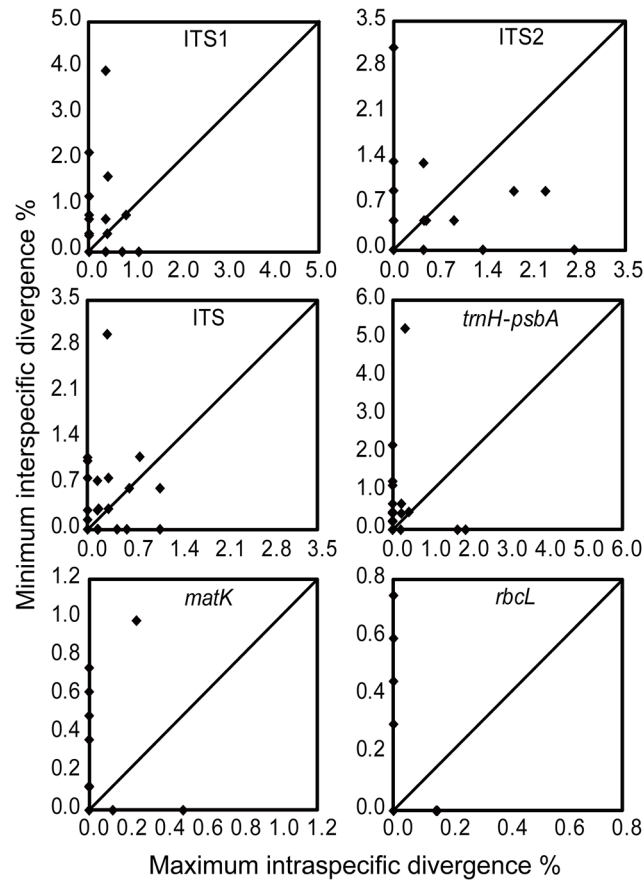 Minimum interspecific divergence %
ITS1
5.0
4.0
3.0
2.0
1.0
0.0
0.0 1.0 2.0 3.0 4.0 5.0
ITS2
3.5
2.8
2.1
1.4
0.7
0.0
0.0 0.7 1.4 2.1 2.8 3.5
ITS
3.5
2.8
2.1
1.4
0.7
0.0
0.0 0.7 1.4 2.1 2.8 3.5
trnH-psbA
6.0
5.0
4.0
3.0
2.0
1.0
0.0
0.0 1.0 2.0 3.0 4.0 5.0 6.0
matK
1.2
1.0
0.8
0.6
0.4
0.2
0.0
0.0 0.2 0.4 0.6 0.8 1.0 1.2
rbcL
0.8
0.6
0.4
0.2
0.0
0.0 0.2 0.4 0.6 0.8
Maximum intraspecific divergence %